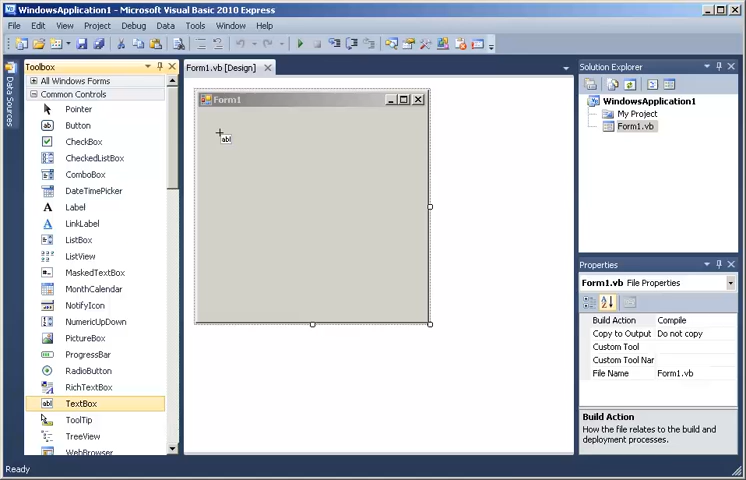 WindowsApplication1 - Microsoft Visual Basic 2010 Express
File Edit View Project Debug Data Tools Window Help
Data Sources
Toolbox
All Windows Forms
Common Controls
Pointer
Button
CheckBox
CheckedListBox
ComboBox
DateTimePicker
Label
LinkLabel
ListBox
ListView
MaskedTextBox
MonthCalendar
NotifyIcon
NumericUpDown
PictureBox
ProgressBar
RadioButton
RichTextBox
TextBox
ToolTip
TreeView
WebBrowser
Form1.vb [Design]
Form1
abl
Solution Explorer
WindowsApplication1
My Project
Form1.vb
Properties
Form1.vb File Properties
Build Action Compile
Copy to Output Do not copy
Custom Tool
Custom Tool Nar
File Name Form1.vb
Build Action
How the file relates to the build and
deployment processes.
Ready